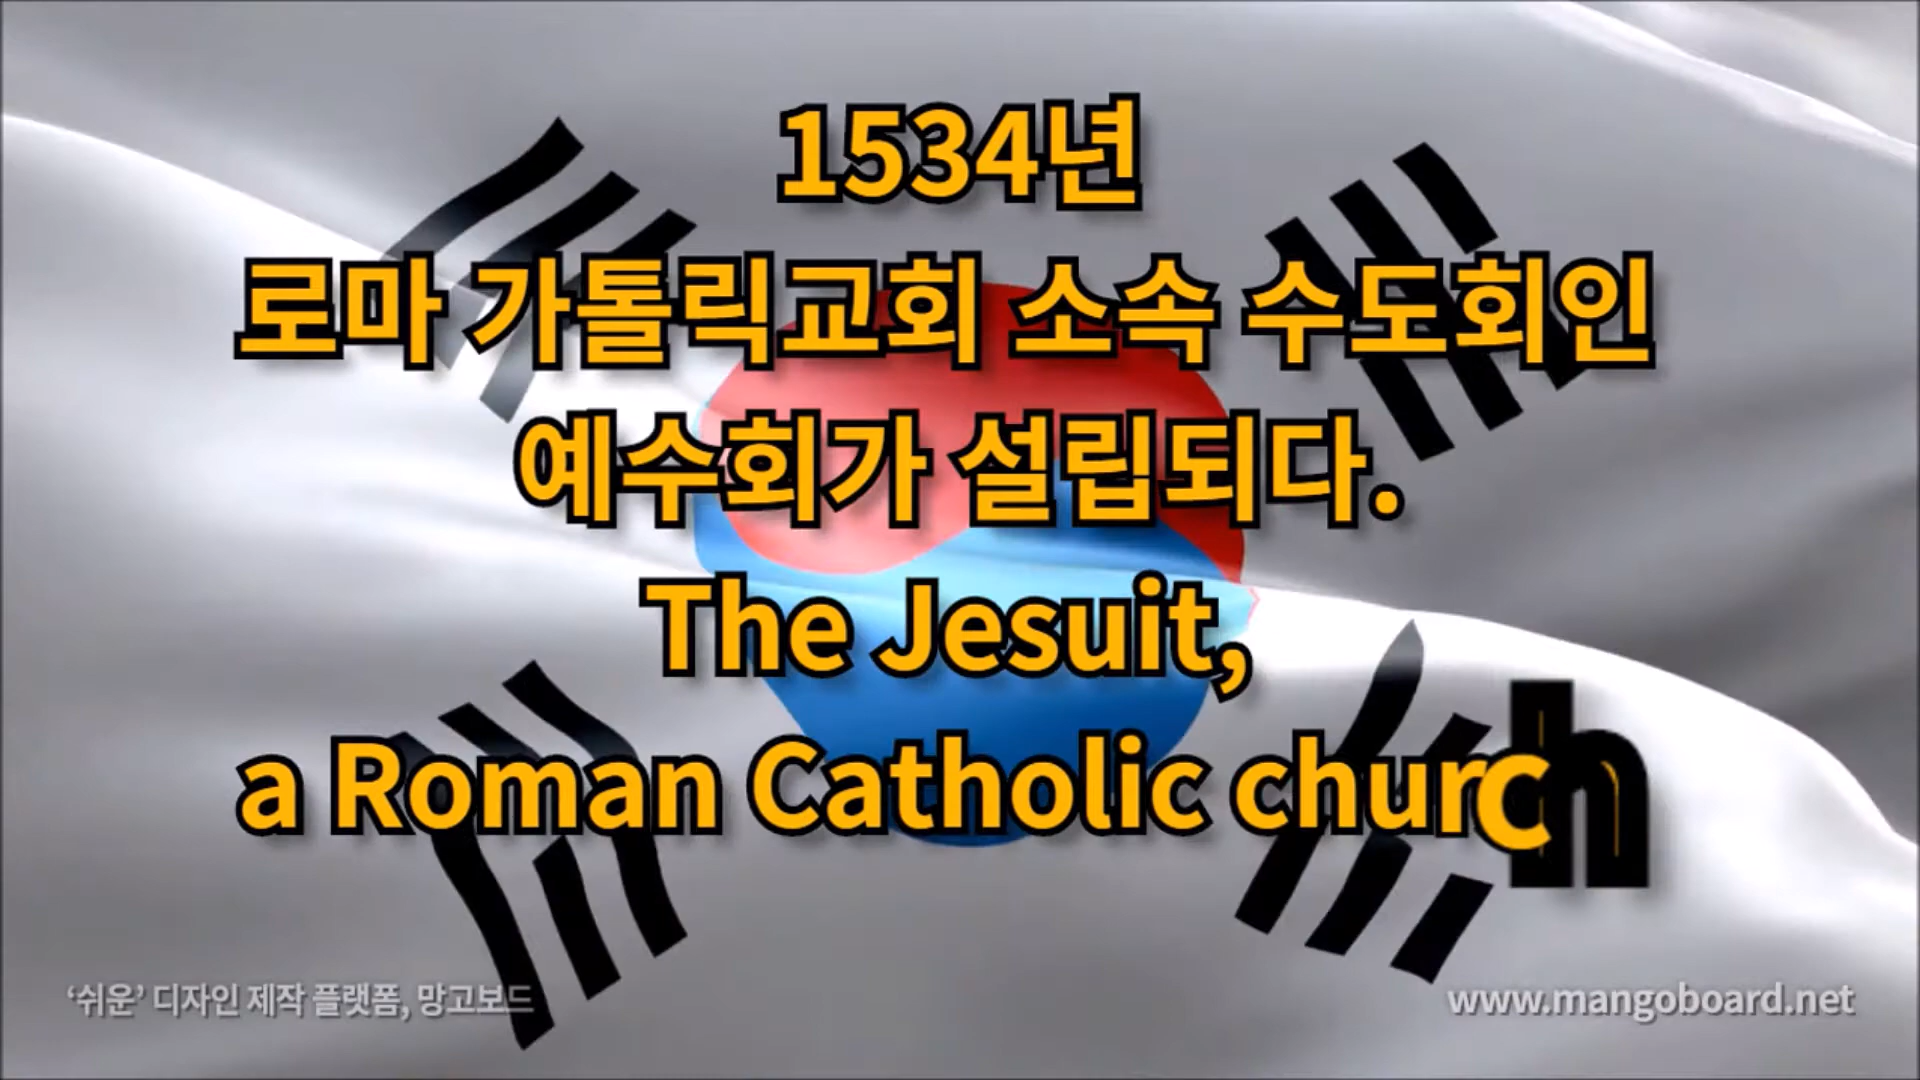 1534년
로마 가톨릭교회 소속 수도회인
예수회가 설립되다.
The Jesuit,
a Roman Catholic church
‘쉬운’ 디자인 제작 플랫폼, 망고보드
www.mangoboard.net